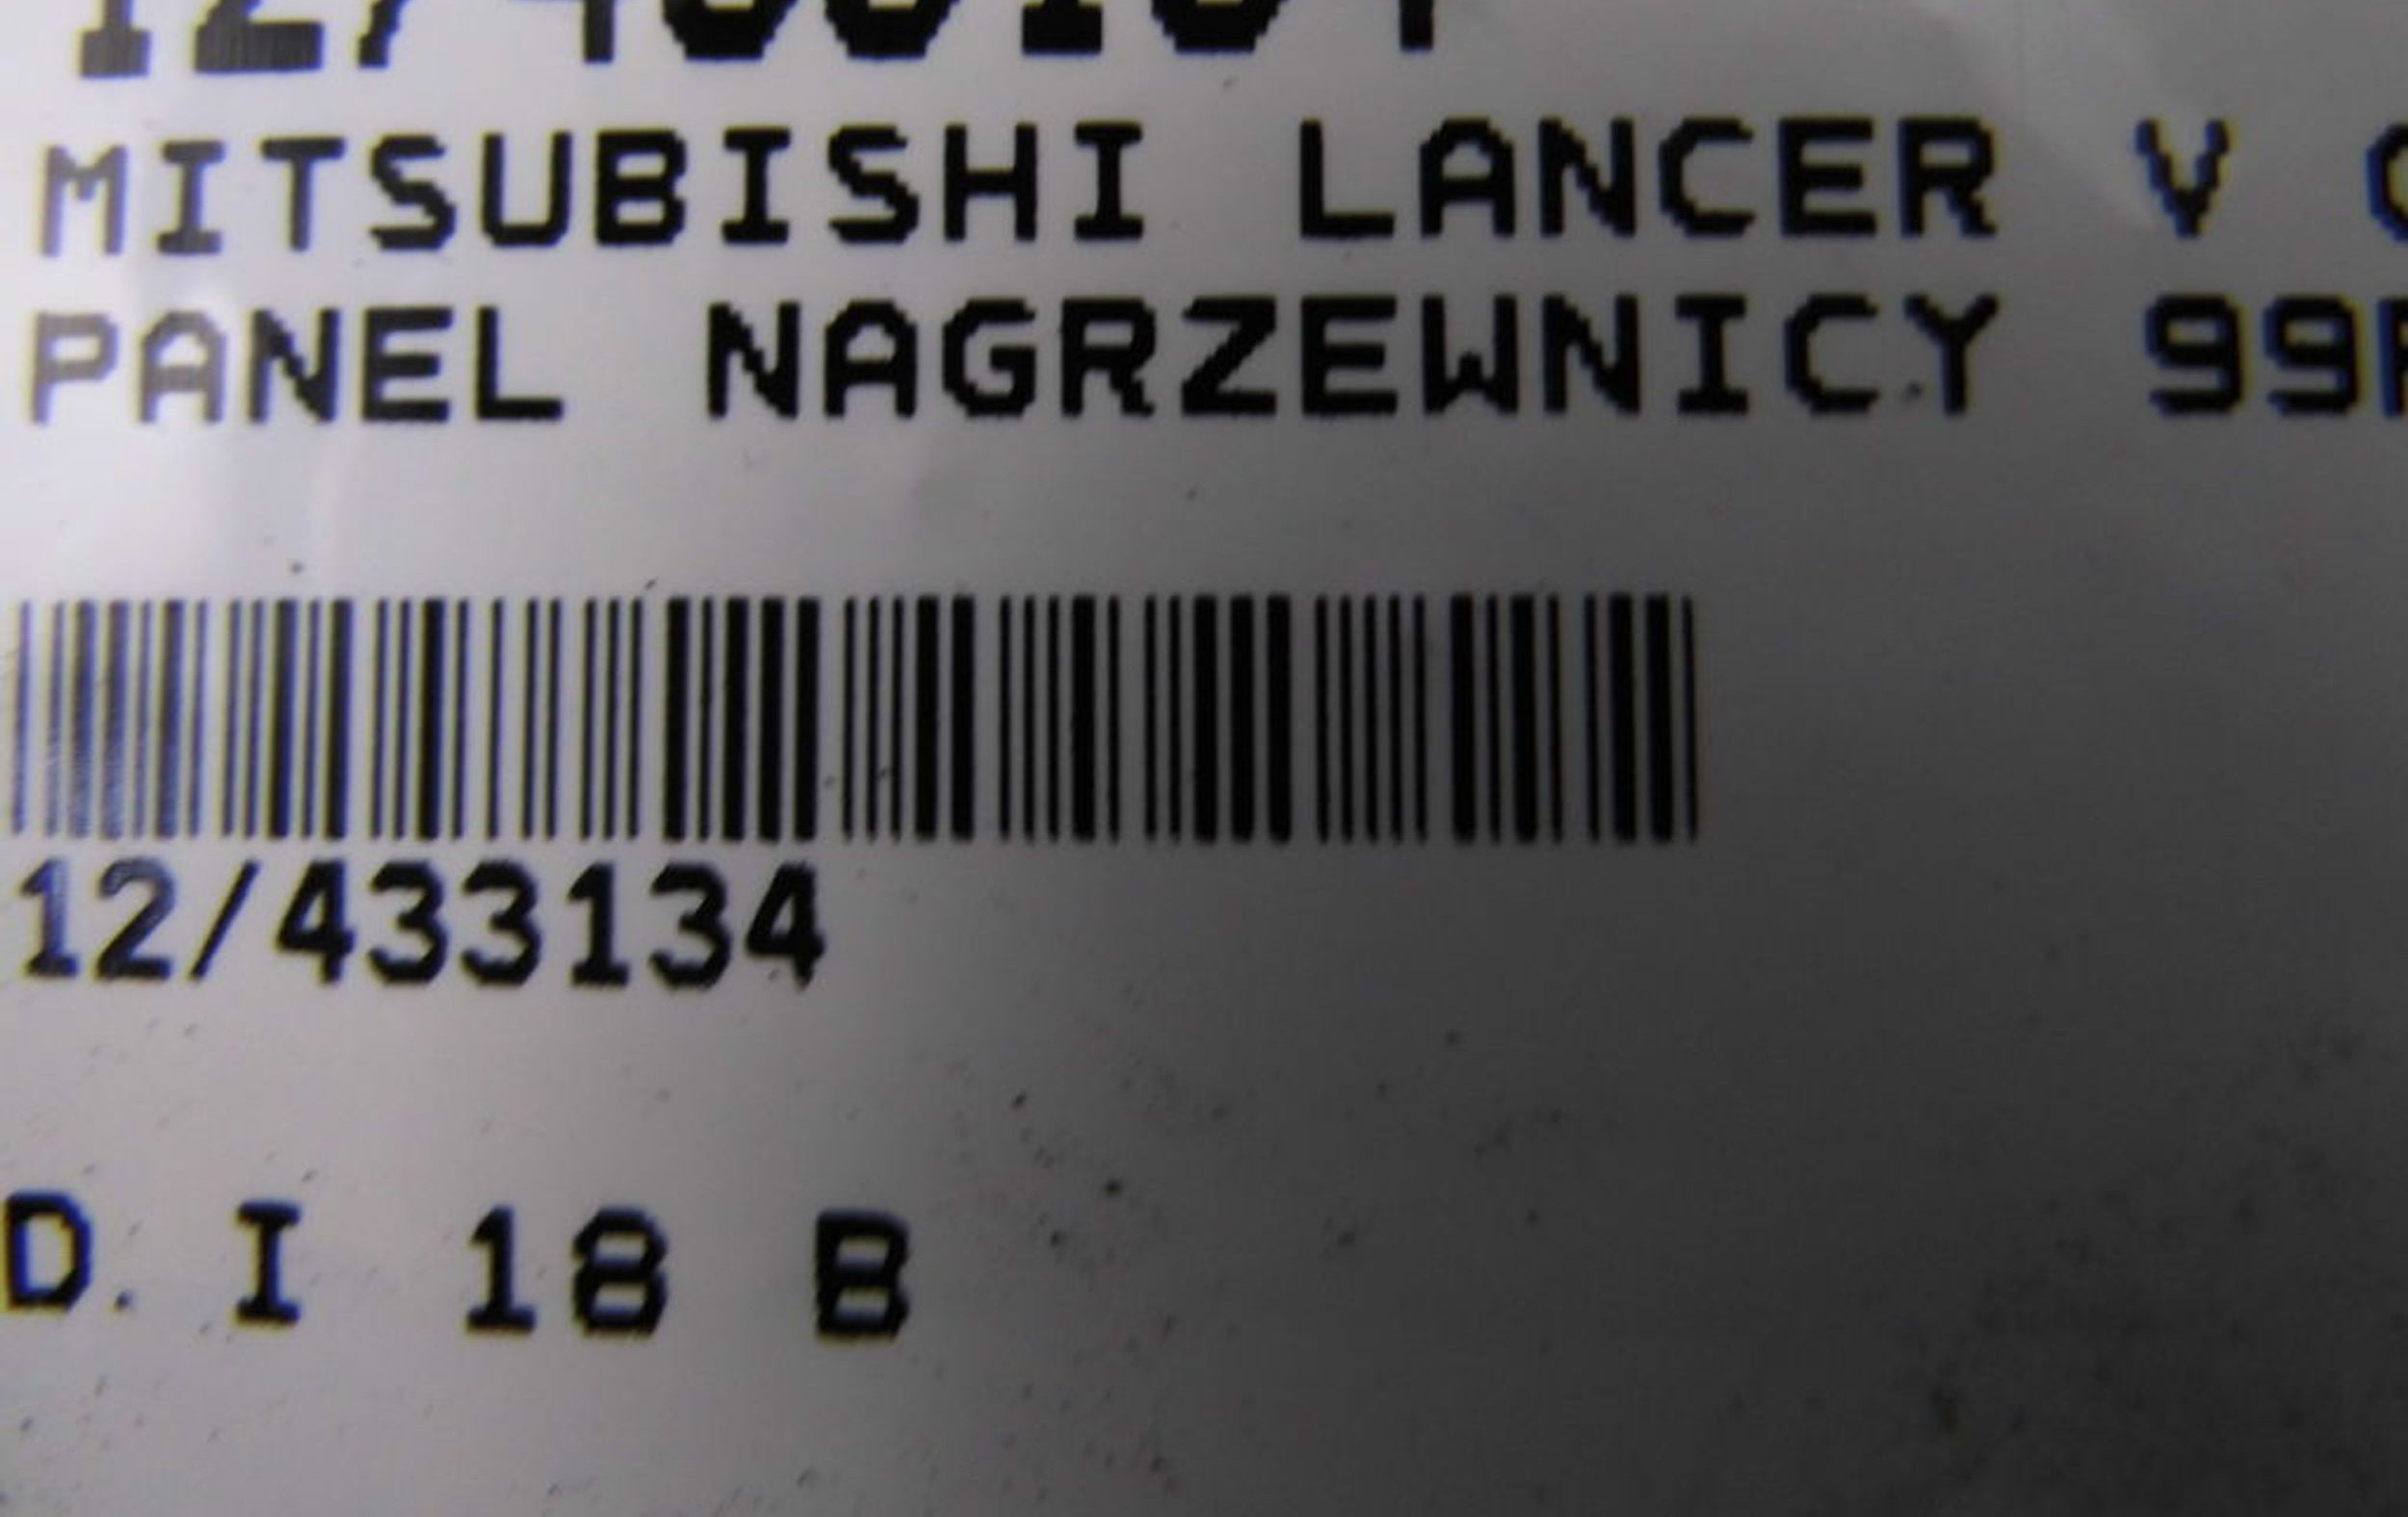 MITSUBISHI LANCER V
PANEL NAGRZEWNICY
12/433134
D. I 18 B